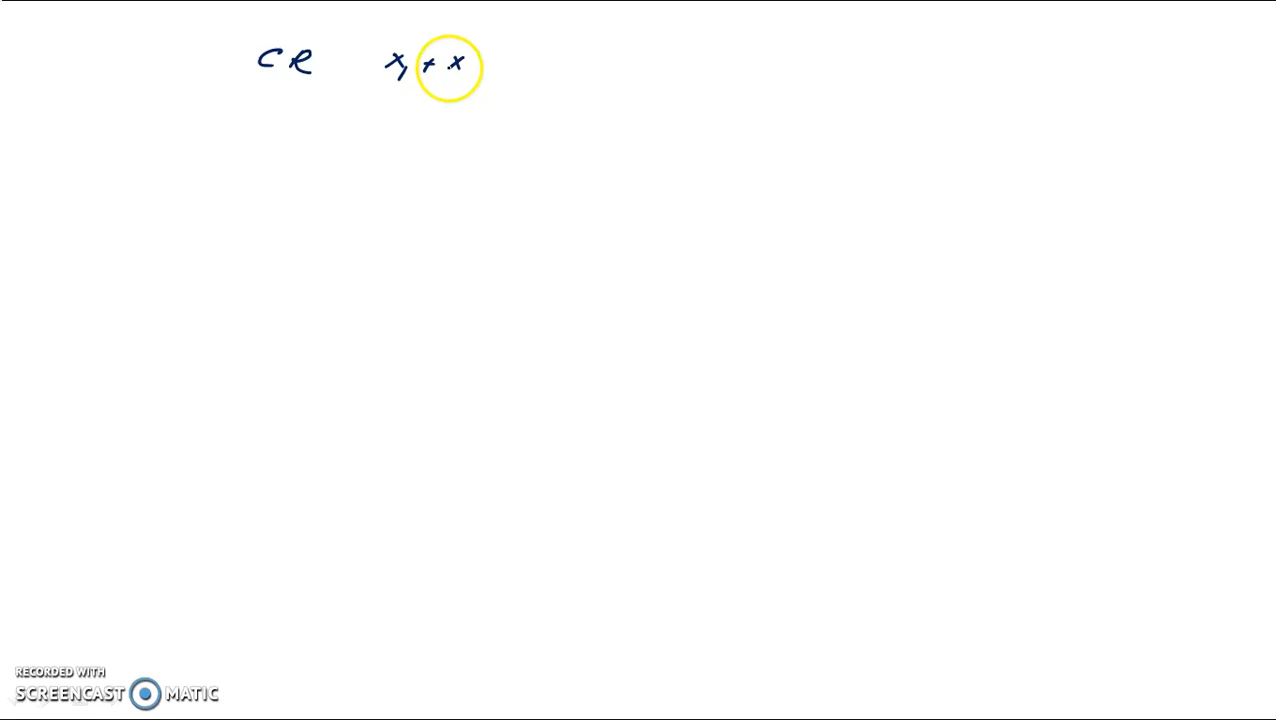 CR x₁ + x
RECORDED WITH
SCREENCAST MATIC